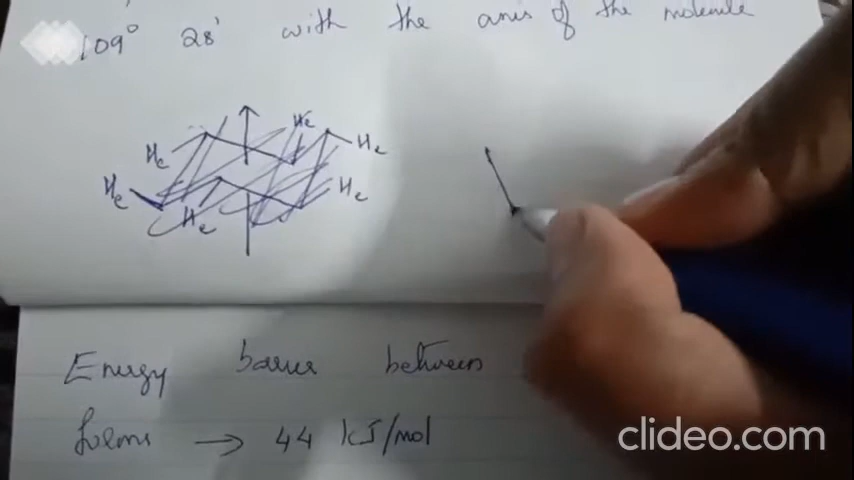 109° 28' with the axis of the molecule
He He
He He
He He
Energy barrier between
forms → 44 kJ/mol
clideo.com